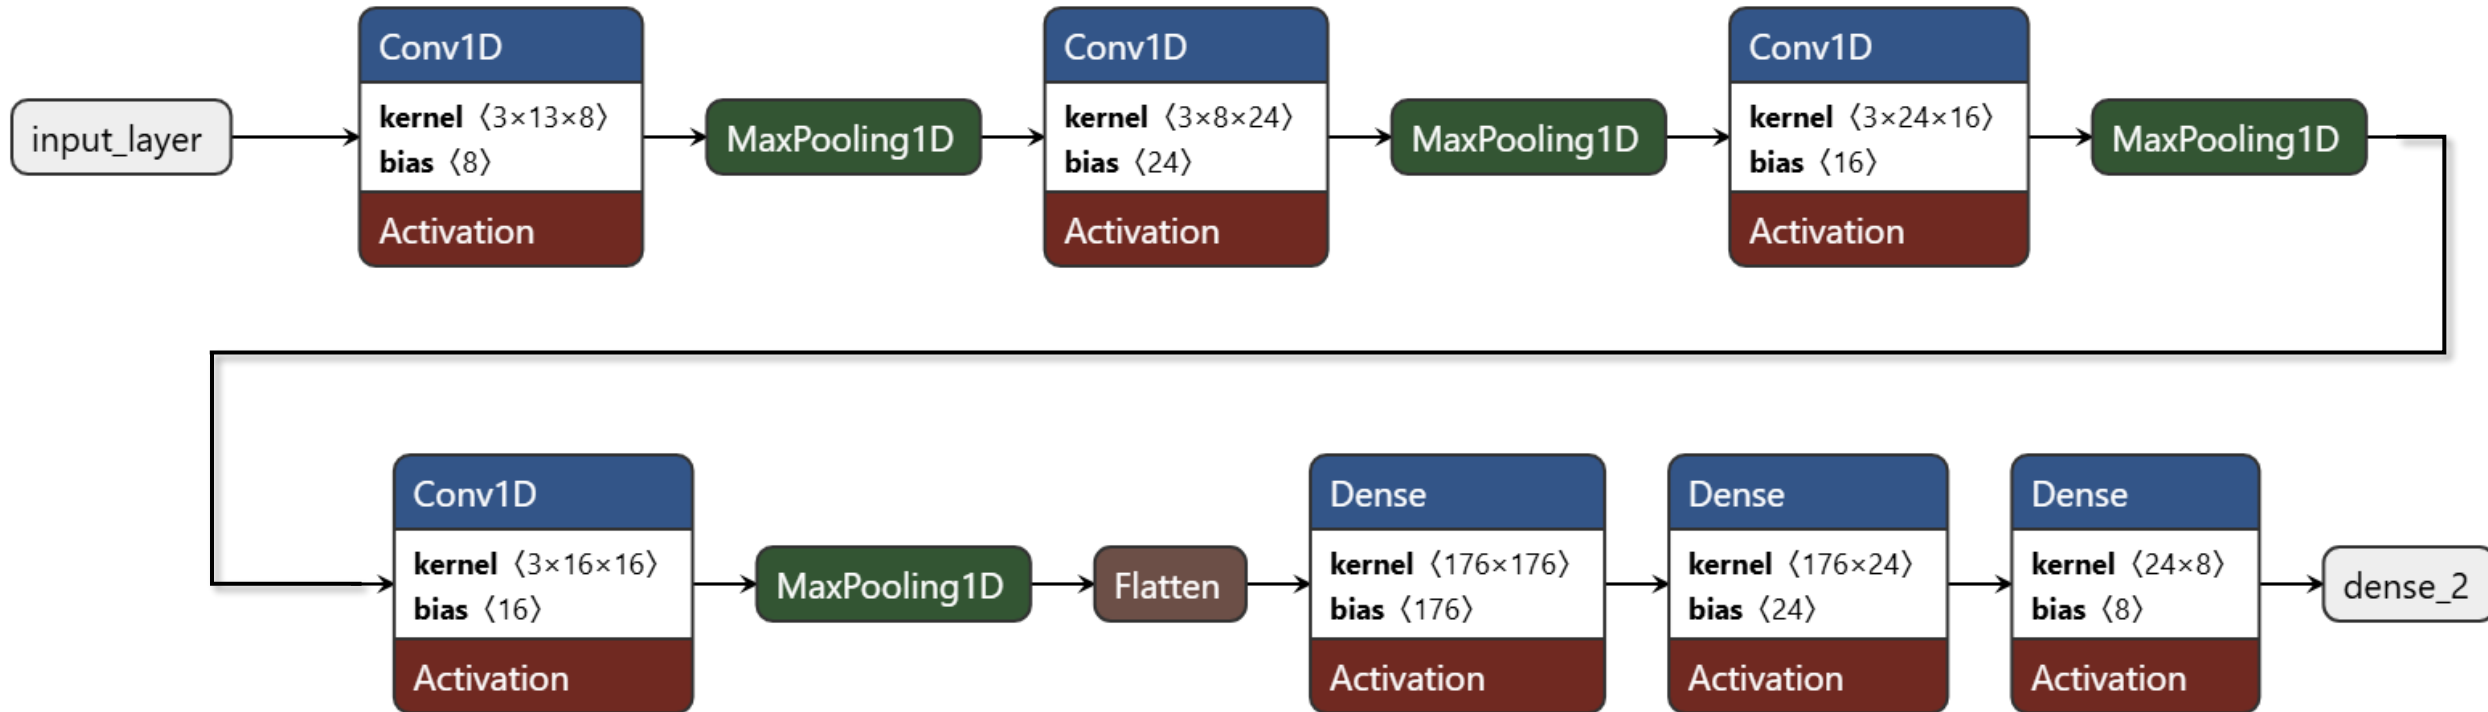 input_layer
Conv1D
kernel ⟨3×13×8⟩
bias ⟨8⟩
Activation
MaxPooling1D
Conv1D
kernel ⟨3×8×24⟩
bias ⟨24⟩
Activation
MaxPooling1D
Conv1D
kernel ⟨3×24×16⟩
bias ⟨16⟩
Activation
MaxPooling1D
Conv1D
kernel ⟨3×16×16⟩
bias ⟨16⟩
Activation
MaxPooling1D
Flatten
Dense
kernel ⟨176×176⟩
bias ⟨176⟩
Activation
Dense
kernel ⟨176×24⟩
bias ⟨24⟩
Activation
Dense
kernel ⟨24×8⟩
bias ⟨8⟩
Activation
dense_2